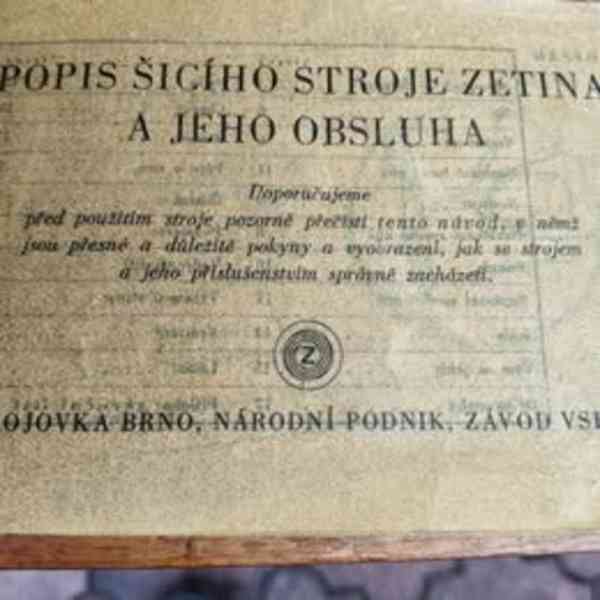 POPIS ŠICÍHO STROJE ZETINA
A JEHO OBSLUHA
Doporučujeme
před použitím stroje pozorně přečísti tento návod, v němž
jsou přesné a důležité pokyny a vyobrazení, jak se strojem
a jeho příslušenstvím správně zacházeti.
Z
OJOVKA BRNO, NÁRODNÍ PODNIK, ZÁVOD VSE